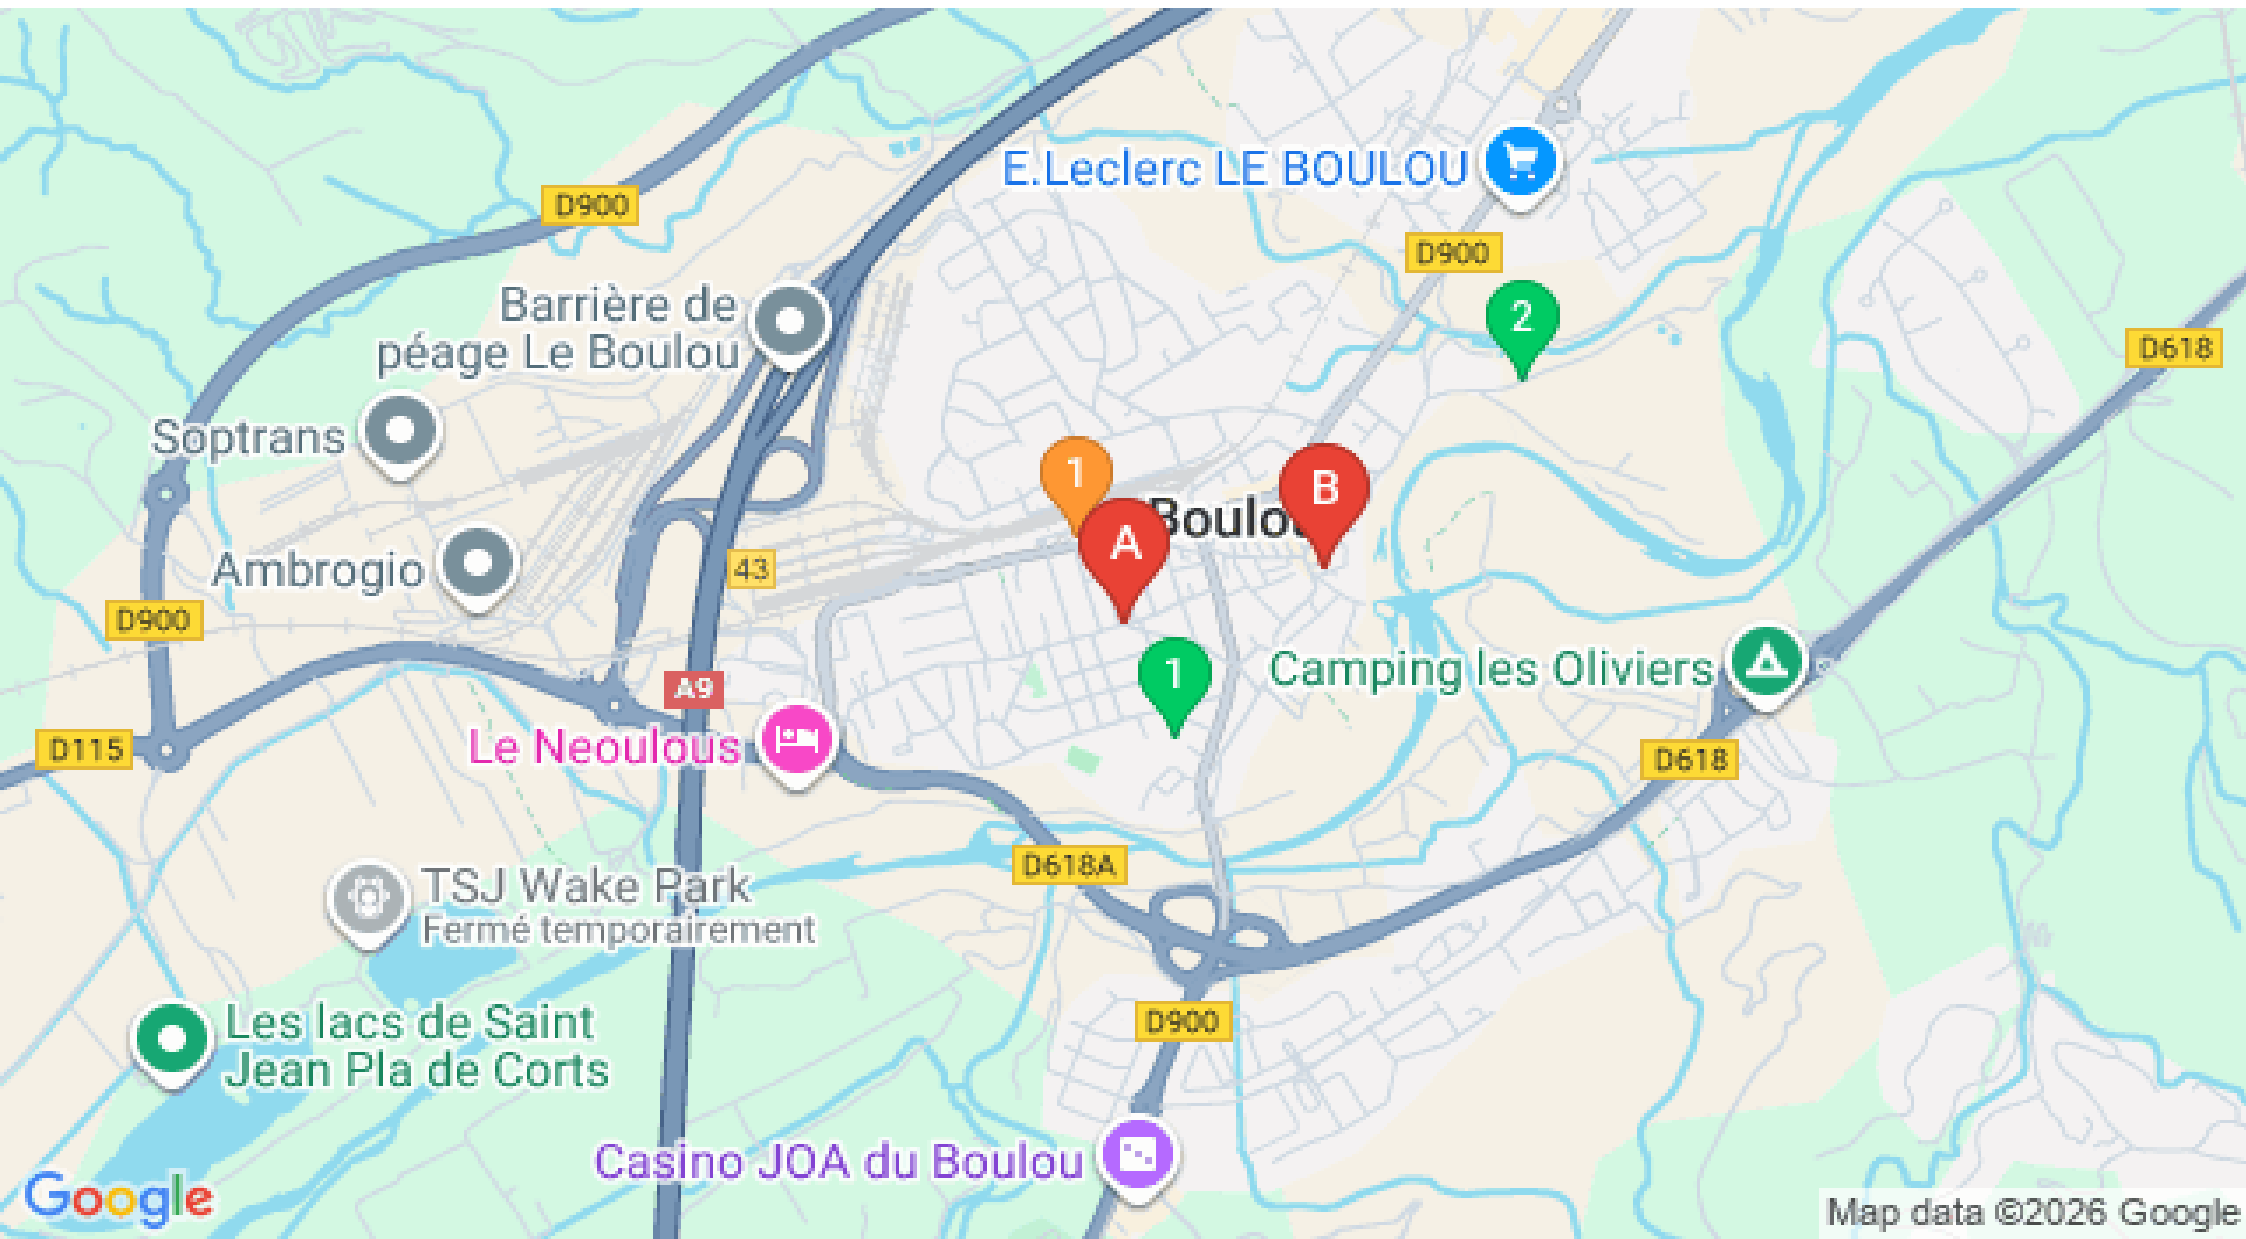 E.Leclerc LE BOULOU
D900
D900
Barrière de
péage Le Boulou
2
D618
Soptrans
1
B
Boulou
A
Ambrogio
43
D900
1
Camping les Oliviers
A9
D115
Le Neoulous
D618
D618A
TSJ Wake Park
Fermé temporairement
Les lacs de Saint
Jean Pla de Corts
D900
Casino JOA du Boulou
Google
Map data ©2026 Google